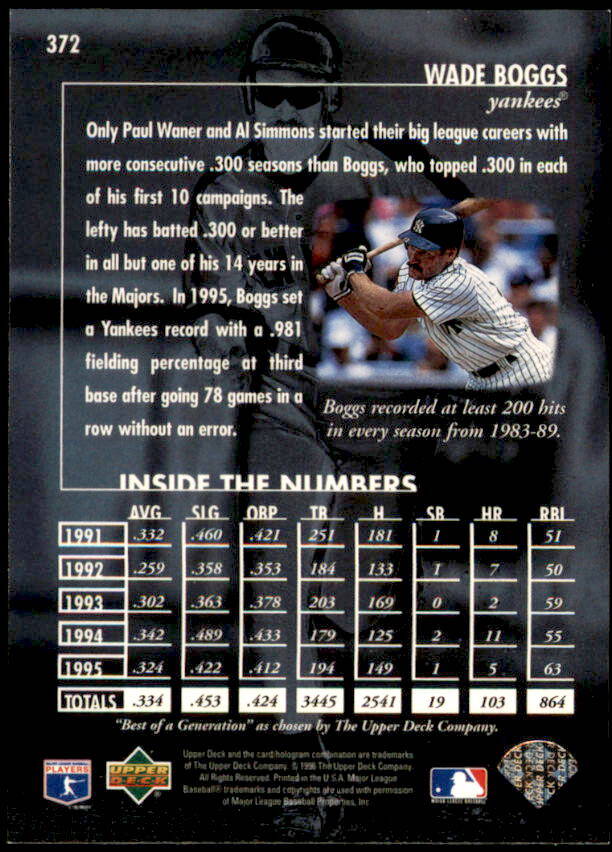 372
WADE BOGGS
yankees®
Only Paul Waner and Al Simmons started their big league careers with
more consecutive .300 seasons than Boggs, who topped .300 in each
of his first 10 campaigns. The
lefty has batted .300 or better
in all but one of his 14 years in
the Majors. In 1995, Boggs set
a Yankees record with a .981
fielding percentage at third
base after going 78 games in a
row without an error.
Boggs recorded at least 200 hits
in every season from 1983-89.
INSIDE THE NUMBERS
AVG SLG OBP TB H SB HR RBI
1991 .332 .460 .421 251 181 1 8 51
1992 .259 .358 .353 184 133 1 7 50
1993 .302 .363 .378 203 169 0 2 59
1994 .342 .489 .433 179 125 2 11 55
1995 .324 .422 .412 194 149 1 5 63
TOTALS .334 .453 .424 3445 2541 19 103 864
"Best of a Generation" as chosen by The Upper Deck Company.
Upper Deck and the card/hologram combination are trademarks
of The Upper Deck Company. © 1996 The Upper Deck Company.
All Rights Reserved. Printed in the U.S.A. Major League
Baseball® trademarks and copyrights are used with permission
of Major League Baseball Properties, Inc
PLAYERS
UPPER
DECK
MAJOR LEAGUE BASEBALL
UPPER DECK